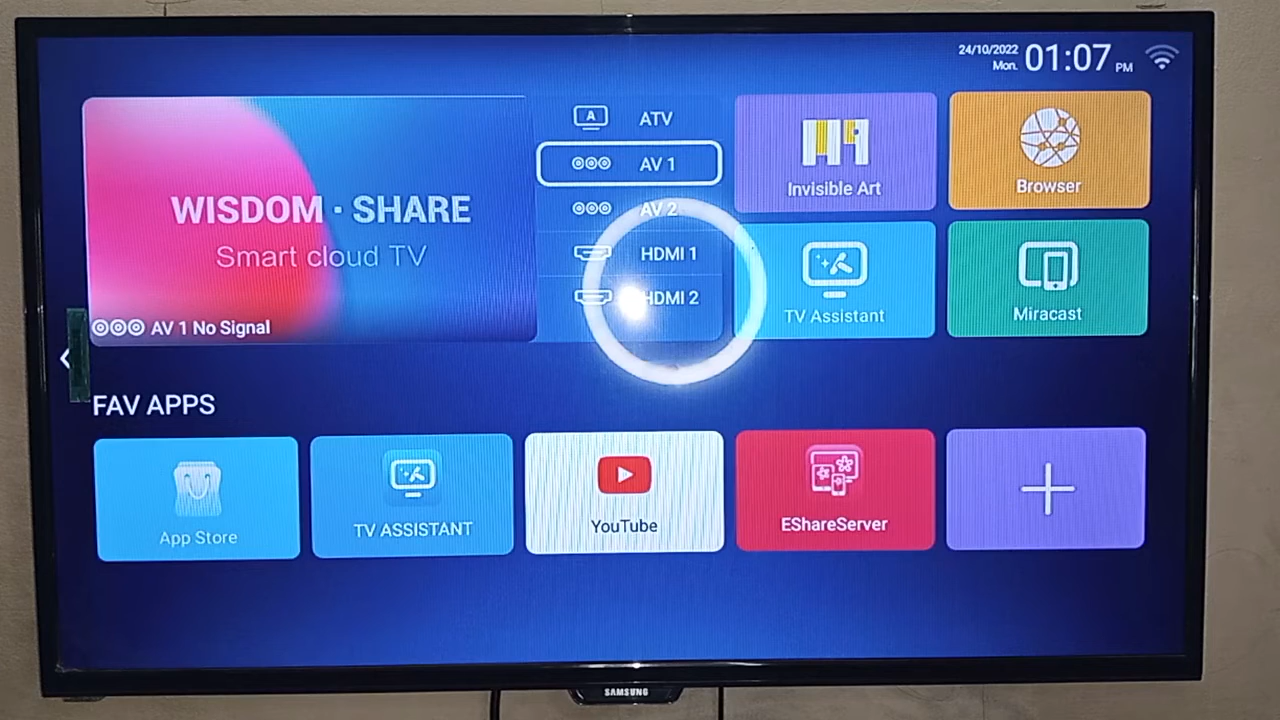 24/10/2022
Mon.
01:07 PM
WISDOM · SHARE
Smart cloud TV
AV 1 No Signal
A
ATV
AV 1
AV 2
HDMI 1
HDMI 2
Invisible Art
Browser
TV Assistant
Miracast
FAV APPS
App Store
TV ASSISTANT
YouTube
EShareServer
SAMSUNG